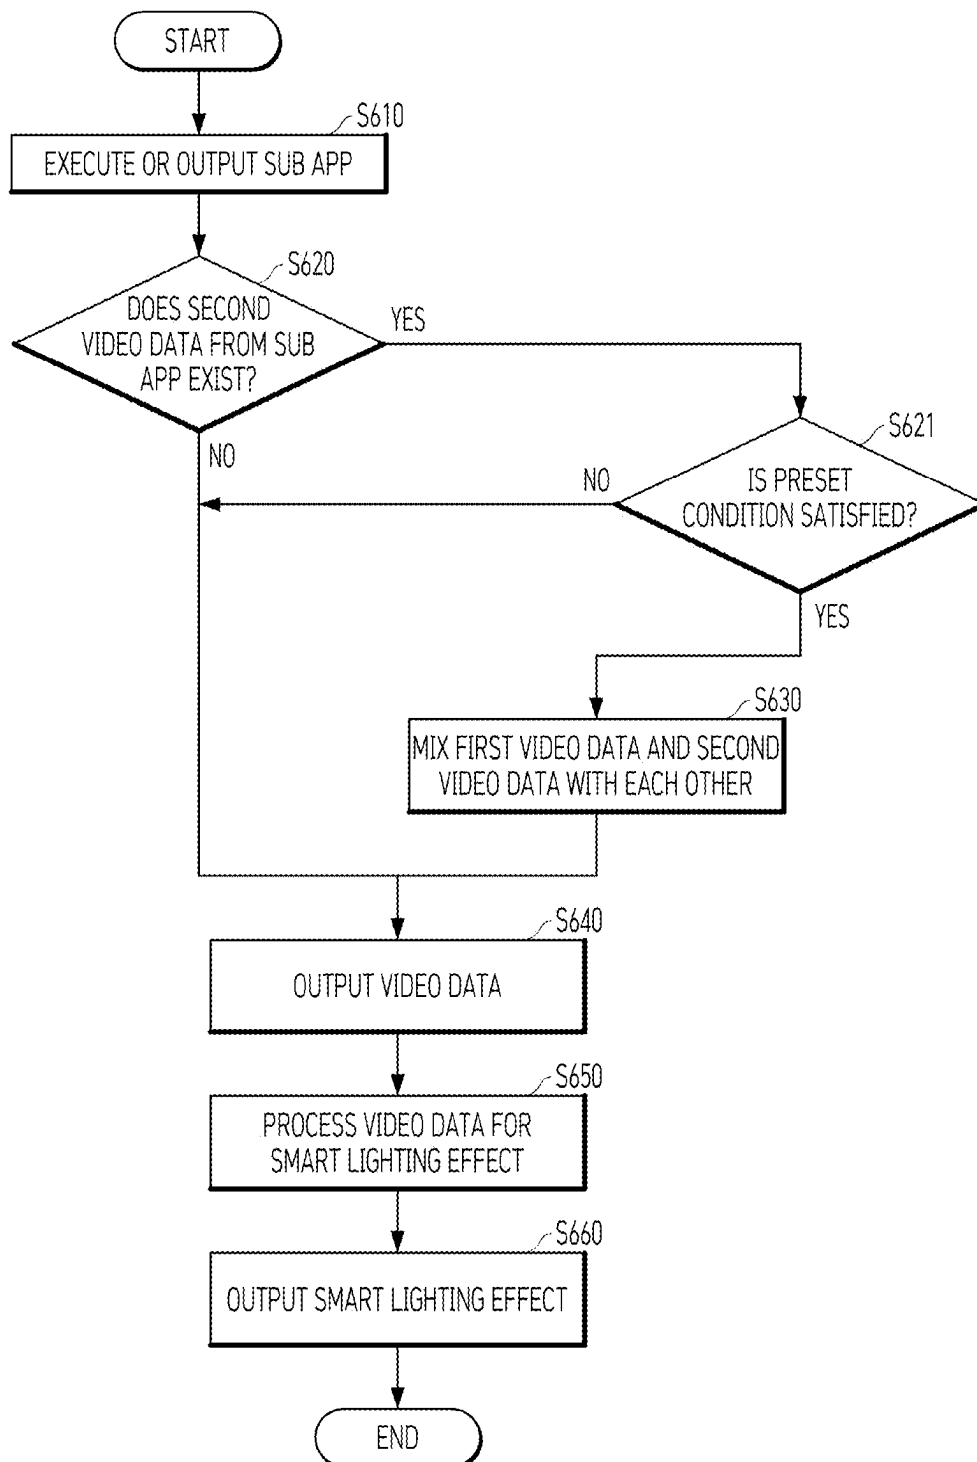 START
S610
EXECUTE OR OUTPUT SUB APP
S620
DOES SECOND
VIDEO DATA FROM SUB
APP EXIST?
YES
NO
S621
IS PRESET
CONDITION SATISFIED?
NO
YES
S630
MIX FIRST VIDEO DATA AND SECOND
VIDEO DATA WITH EACH OTHER
S640
OUTPUT VIDEO DATA
S650
PROCESS VIDEO DATA FOR
SMART LIGHTING EFFECT
S660
OUTPUT SMART LIGHTING EFFECT
END